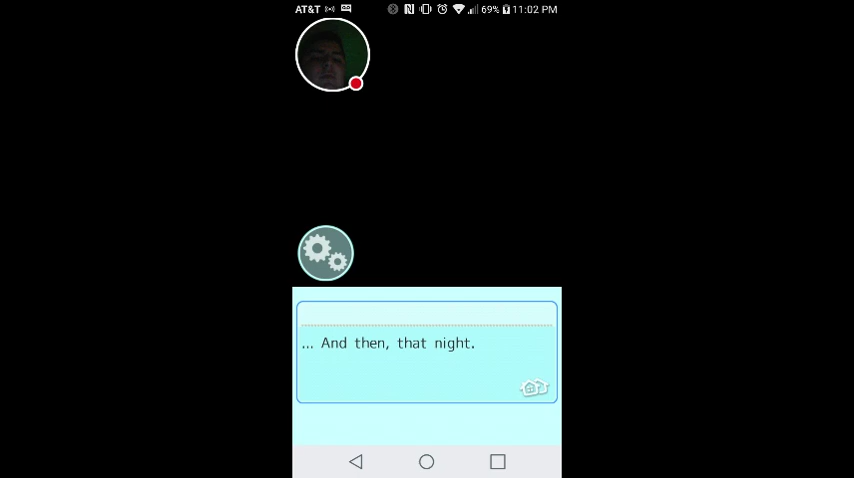 AT&T 69% 11:02 PM
... And then, that night.